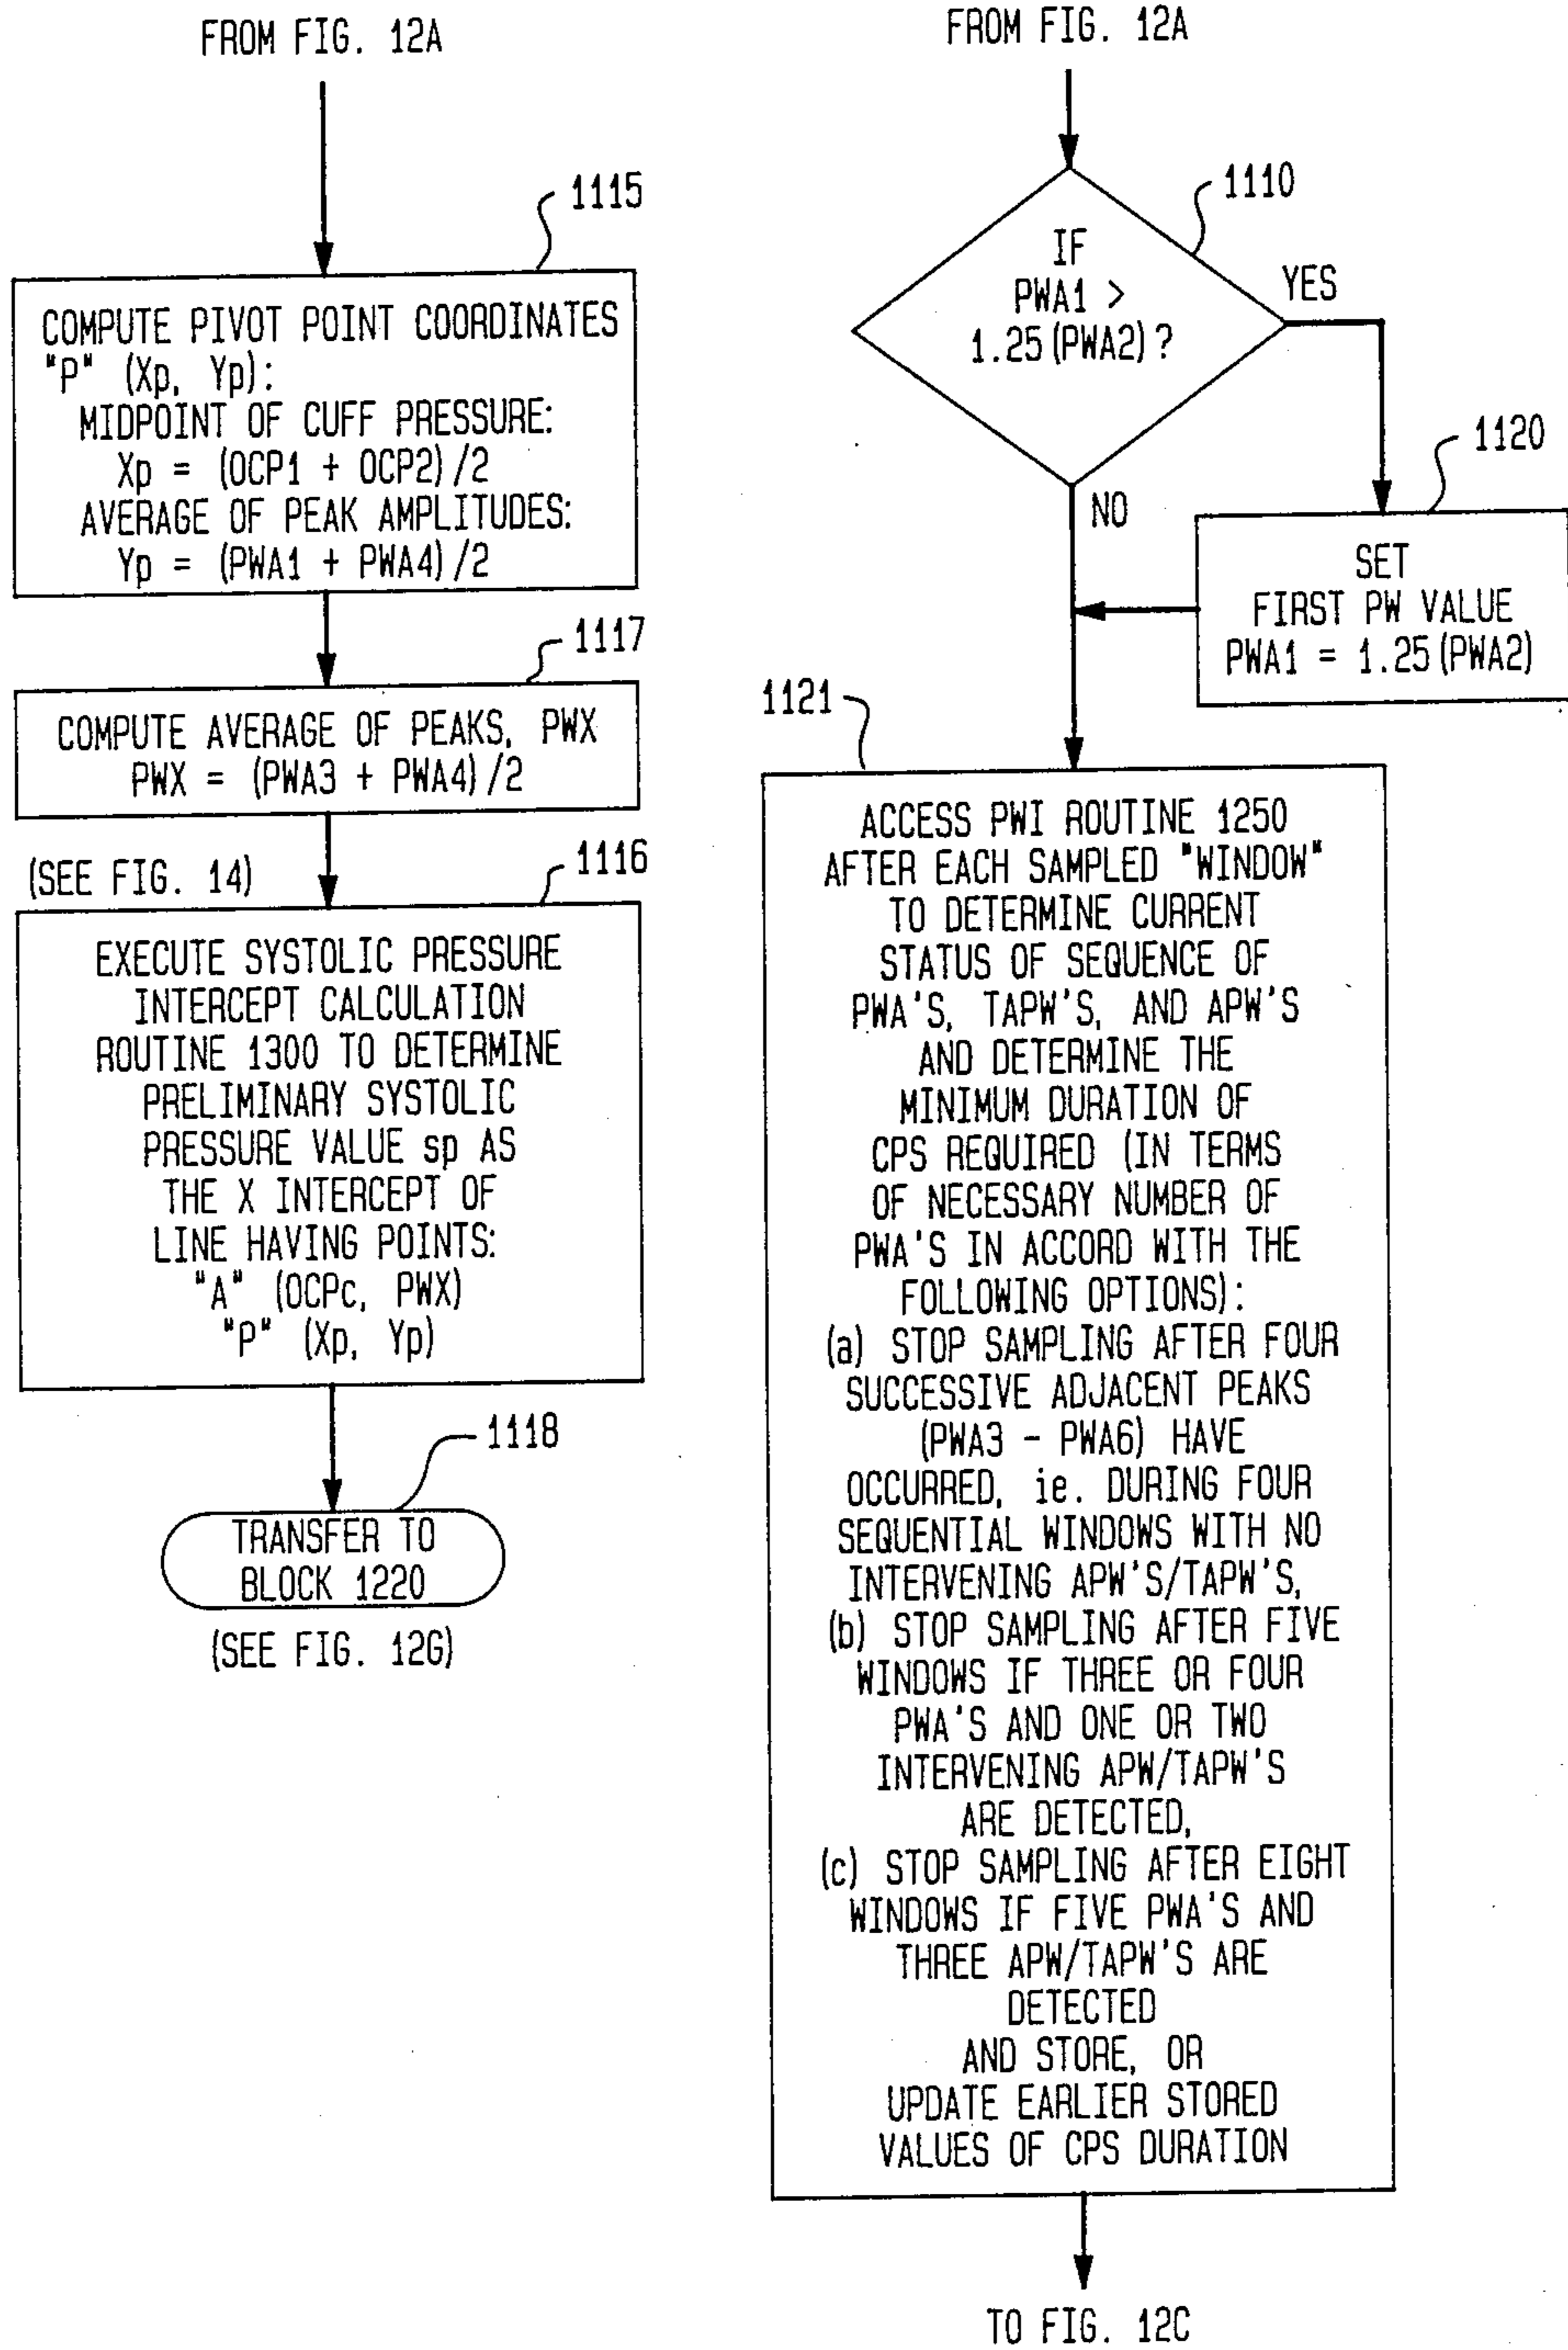 FROM FIG. 12A
1115
COMPUTE PIVOT POINT COORDINATES
"P" (Xp, Yp):
MIDPOINT OF CUFF PRESSURE:
Xp = (OCP1 + OCP2)/2
AVERAGE OF PEAK AMPLITUDES:
Yp = (PWA1 + PWA4)/2
1117
COMPUTE AVERAGE OF PEAKS, PWX
PWX = (PWA3 + PWA4)/2
(SEE FIG. 14)
1116
EXECUTE SYSTOLIC PRESSURE
INTERCEPT CALCULATION
ROUTINE 1300 TO DETERMINE
PRELIMINARY SYSTOLIC
PRESSURE VALUE sp AS
THE X INTERCEPT OF
LINE HAVING POINTS:
"A" (OCPc, PWX)
"P" (Xp, Yp)
1118
TRANSFER TO
BLOCK 1220
(SEE FIG. 12G)
FROM FIG. 12A
1110
IF
PWA1 >
1.25(PWA2)?
YES
NO
1120
SET
FIRST PW VALUE
PWA1 = 1.25(PWA2)
1121
ACCESS PWI ROUTINE 1250
AFTER EACH SAMPLED "WINDOW"
TO DETERMINE CURRENT
STATUS OF SEQUENCE OF
PWA'S, TAPW'S, AND APW'S
AND DETERMINE THE
MINIMUM DURATION OF
CPS REQUIRED (IN TERMS
OF NECESSARY NUMBER OF
PWA'S IN ACCORD WITH THE
FOLLOWING OPTIONS):
(a) STOP SAMPLING AFTER FOUR
SUCCESSIVE ADJACENT PEAKS
(PWA3 - PWA6) HAVE
OCCURRED, ie. DURING FOUR
SEQUENTIAL WINDOWS WITH NO
INTERVENING APW'S/TAPW'S,
(b) STOP SAMPLING AFTER FIVE
WINDOWS IF THREE OR FOUR
PWA'S AND ONE OR TWO
INTERVENING APW/TAPW'S
ARE DETECTED,
(c) STOP SAMPLING AFTER EIGHT
WINDOWS IF FIVE PWA'S AND
THREE APW/TAPW'S ARE
DETECTED
AND STORE, OR
UPDATE EARLIER STORED
VALUES OF CPS DURATION
TO FIG. 12C